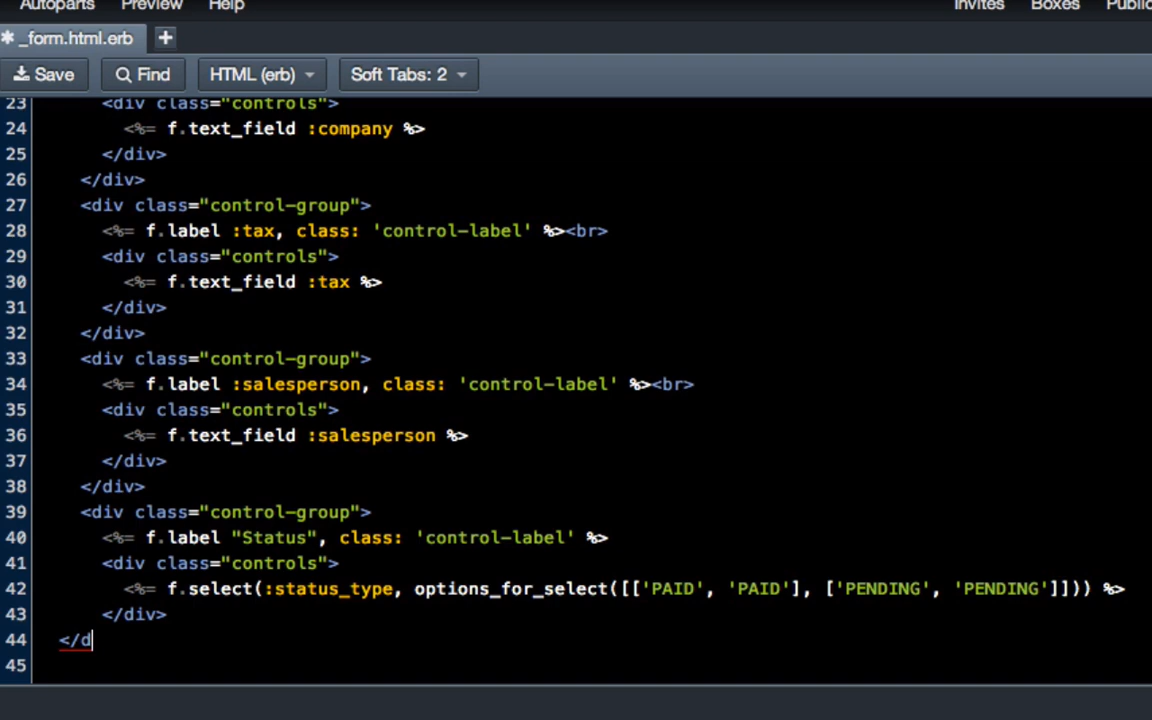 Autoparts Preview Help Invites Boxes
* _form.html.erb +
Save Find HTML (erb) Soft Tabs: 2
23 <div class="controls">
24 <%= f.text_field :company %>
25 </div>
26 </div>
27 <div class="control-group">
28 <%= f.label :tax, class: 'control-label' %><br>
29 <div class="controls">
30 <%= f.text_field :tax %>
31 </div>
32 </div>
33 <div class="control-group">
34 <%= f.label :salesperson, class: 'control-label' %><br>
35 <div class="controls">
36 <%= f.text_field :salesperson %>
37 </div>
38 </div>
39 <div class="control-group">
40 <%= f.label "Status", class: 'control-label' %>
41 <div class="controls">
42 <%= f.select(:status_type, options_for_select([['PAID', 'PAID'], ['PENDING', 'PENDING']])) %>
43 </div>
44 </d
45